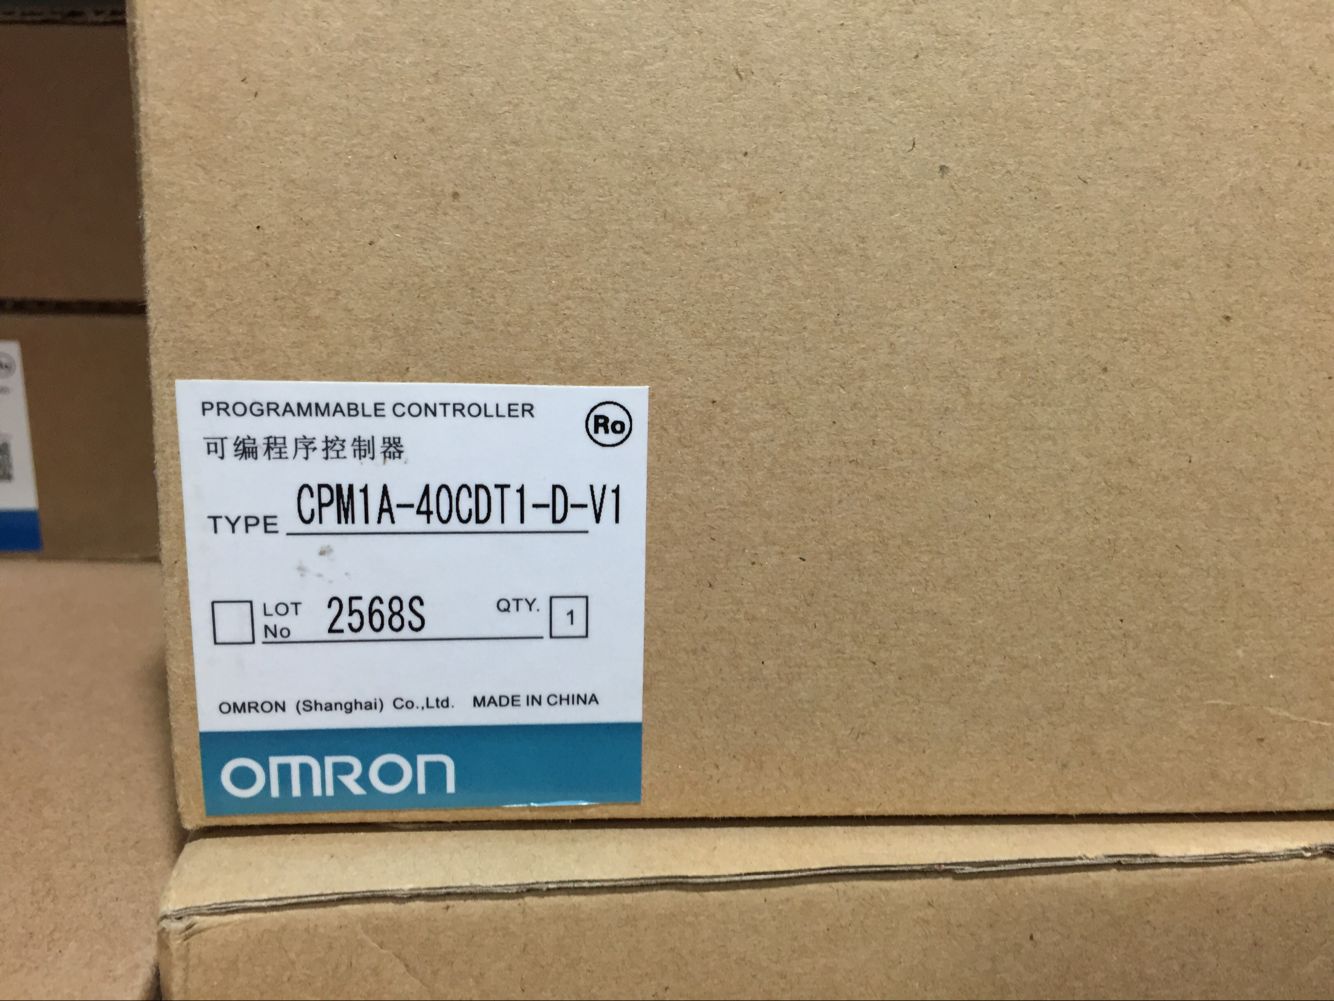 PROGRAMMABLE CONTROLLER
Ro
可编程序控制器
TYPE CPM1A-40CDT1-D-V1
LOT No 2568S QTY. 1
OMRON (Shanghai) Co.,Ltd. MADE IN CHINA
OMRON